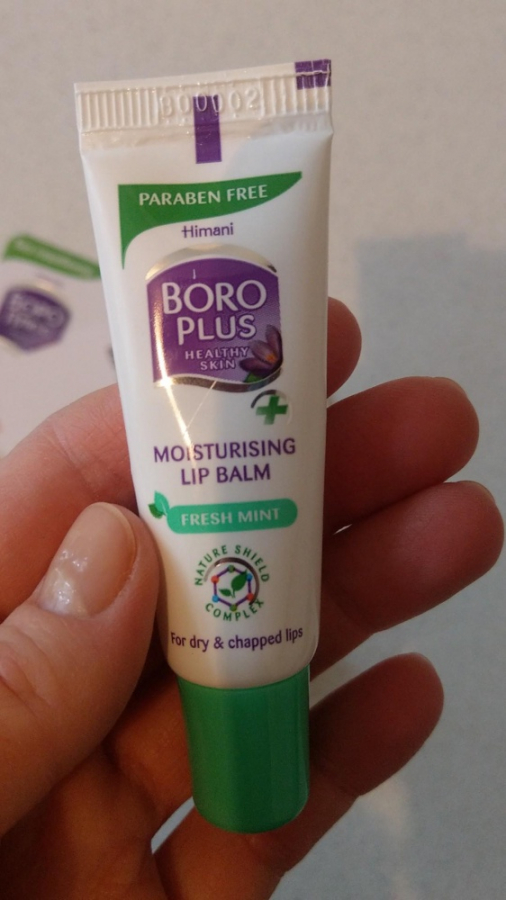 PARABEN FREE
Himani
BORO
PLUS
HEALTHY
SKIN
MOISTURISING
LIP BALM
FRESH MINT
NATURE SHIELD
COMPLEX
For dry & chapped lips
BORO